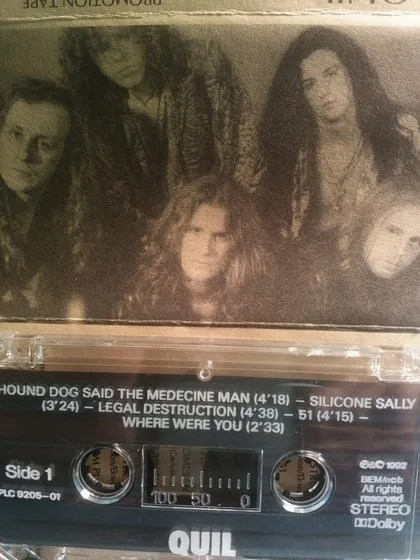 PROMOTION TAPE
HOUND DOG SAID THE MEDECINE MAN (4'18) – SILICONE SALLY
(3'24) – LEGAL DESTRUCTION (4'38) – 51 (4'15) –
WHERE WERE YOU (2'33)
Side 1
PLC 9205-01
100 50 0
℗&© 1992
BIEM/ncb
All rights
reserved
STEREO
Dolby
QUIL